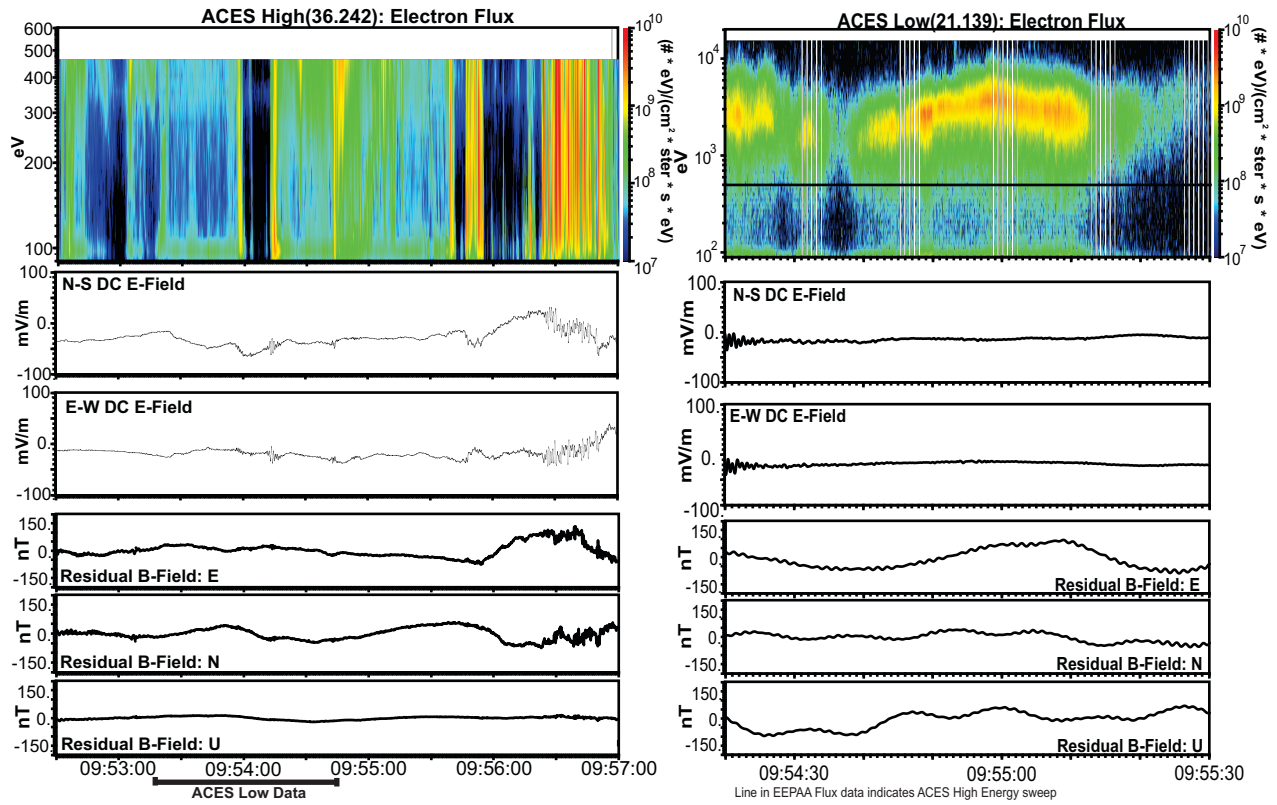 ACES High(36.242): Electron Flux
600
500
400
300
200
100
eV
10^10
10^9
10^8
10^7
(# * eV)/(cm^2 * ster * s * eV)
N-S DC E-Field
100.
0.
-100.
mV/m
E-W DC E-Field
100.
0.
-100
mV/m
150.
0.
-150.
nT
Residual B-Field: E
150.
0.
-150.
nT
Residual B-Field: N
150.
0.
-150.
nT
Residual B-Field: U
09:53:00 09:54:00 09:55:00 09:56:00 09:57:00
ACES Low Data
ACES Low(21.139): Electron Flux
10^4
10^3
10^2
eV
10^10
10^9
10^8
10^7
(# * eV)/(cm^2 * ster * s * eV)
N-S DC E-Field
100.
0.
-100
mV/m
E-W DC E-Field
100.
0.
-100.
mV/m
150.
0.
-150
nT
Residual B-Field: E
150
0.
-150.
nT
Residual B-Field: N
150.
0.
-150.
nT
Residual B-Field: U
09:54:30 09:55:00 09:55:30
Line in EEPAA Flux data indicates ACES High Energy sweep